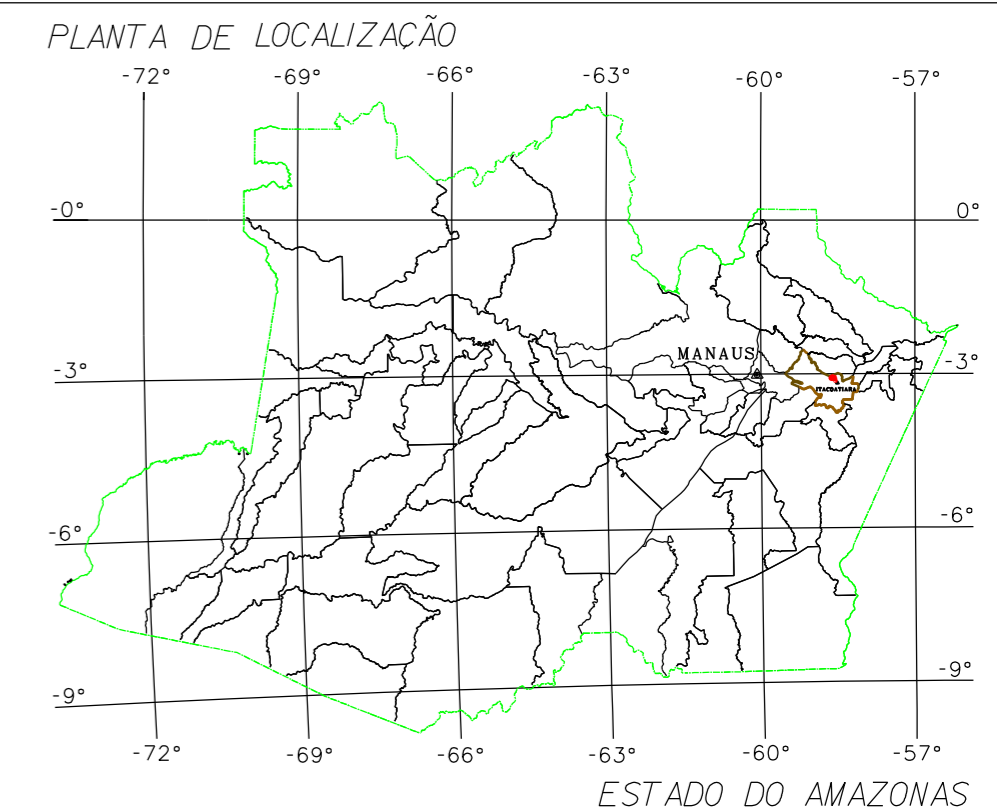 PLANTA DE LOCALIZAÇÃO
-72° -69° -66° -63° -60° -57°
-0° 0°
MANAUS
-3° -3°
ITACOATIARA
-6° -6°
-9° -9°
-72° -69° -66° -63° -60° -57°
ESTADO DO AMAZONAS